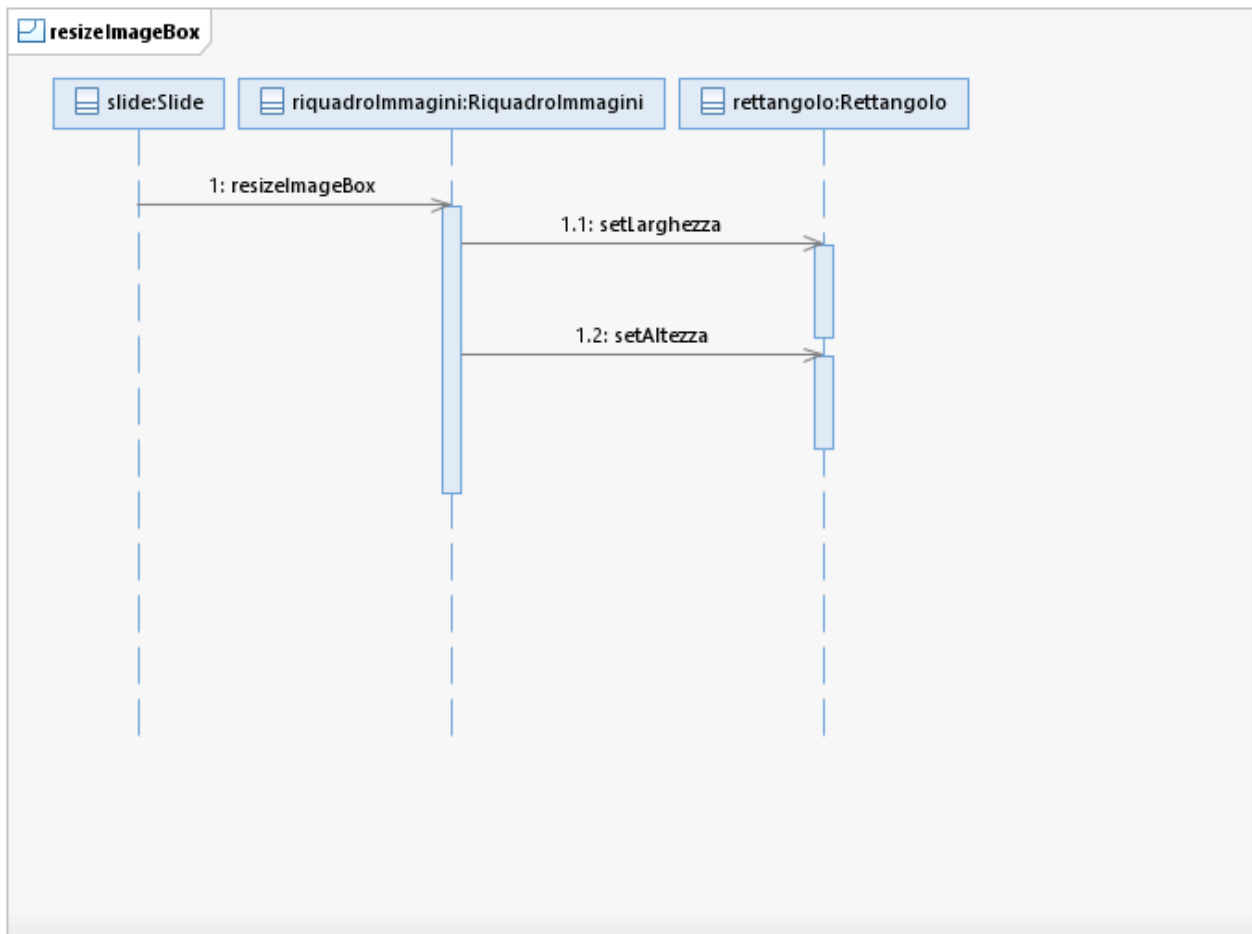 resizeImageBox
slide:Slide
riquadroImmagini:RiquadroImmagini
rettangolo:Rettangolo
1: resizeImageBox
1.1: setLarghezza
1.2: setAltezza